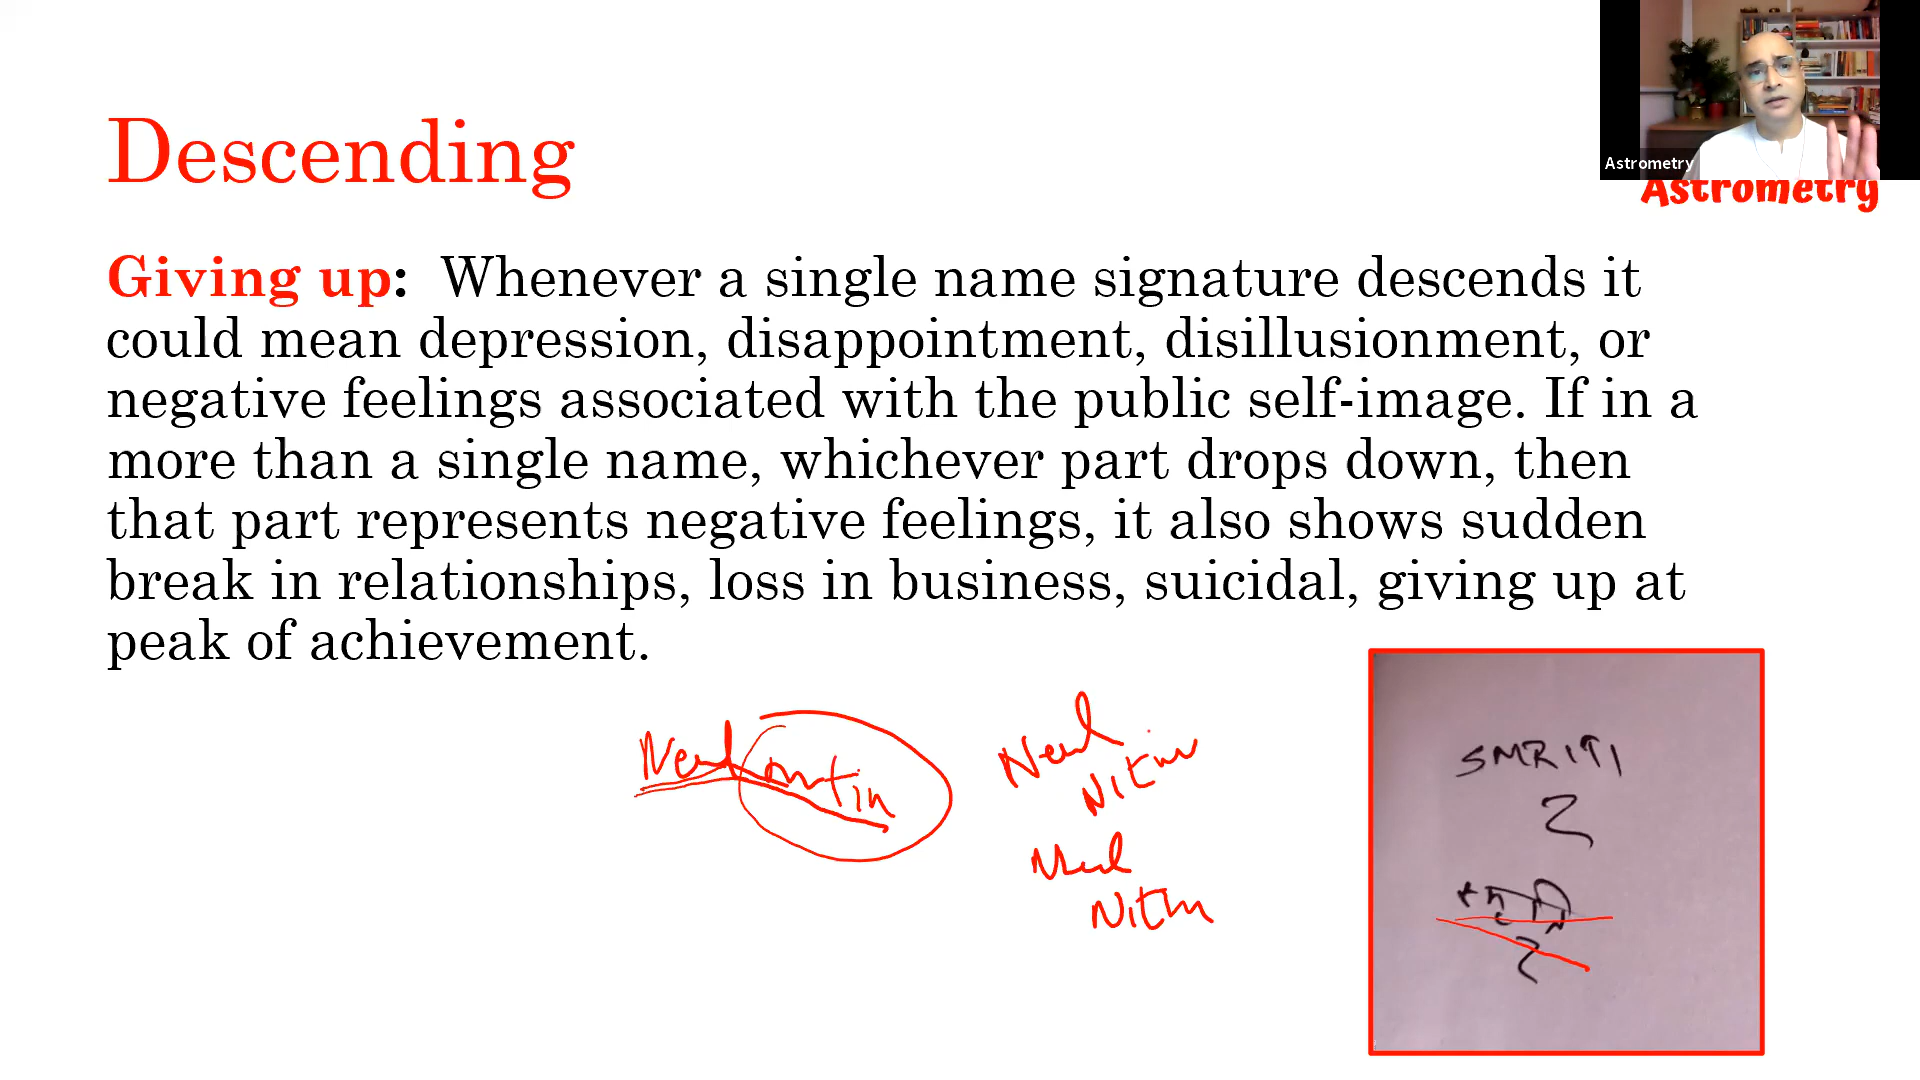 Astrometry
Astrometry
Descending
Giving up: Whenever a single name signature descends it
could mean depression, disappointment, disillusionment, or
negative feelings associated with the public self-image. If in a
more than a single name, whichever part drops down, then
that part represents negative feelings, it also shows sudden
break in relationships, loss in business, suicidal, giving up at
peak of achievement.
Nitin
Nitin
SMRITI
2
2